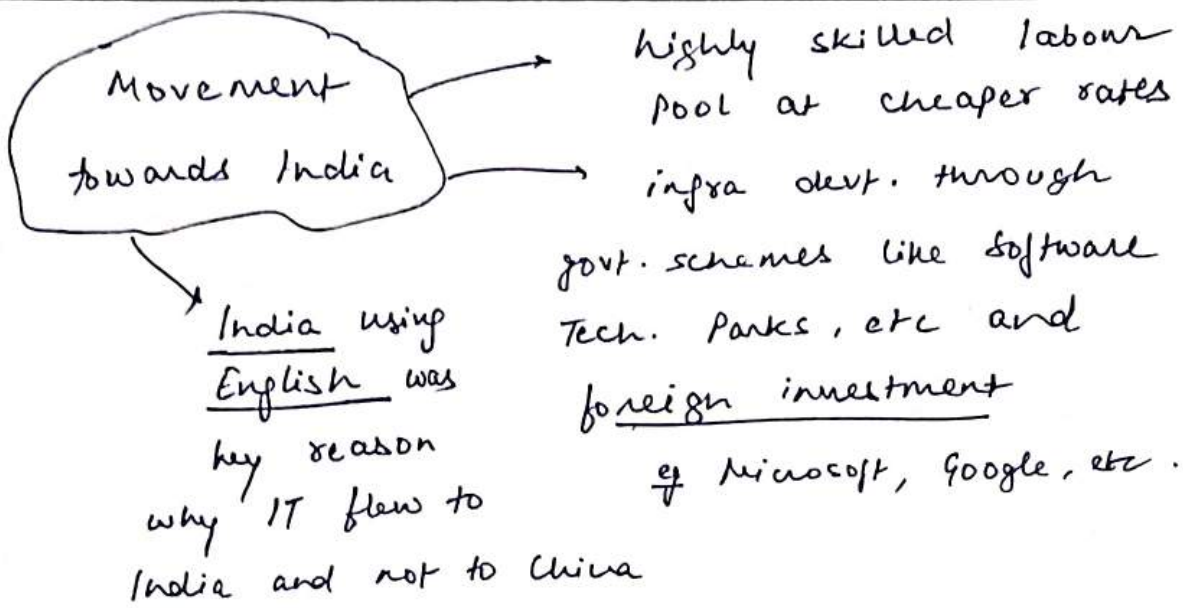 Movement
towards India
highly skilled labour
pool at cheaper rates
infra devt. through
govt. schemes like Software
Tech. Parks, etc and
foreign investment
eg Microsoft, Google, etc.
India using
English was
key reason
why IT flew to
India and not to China